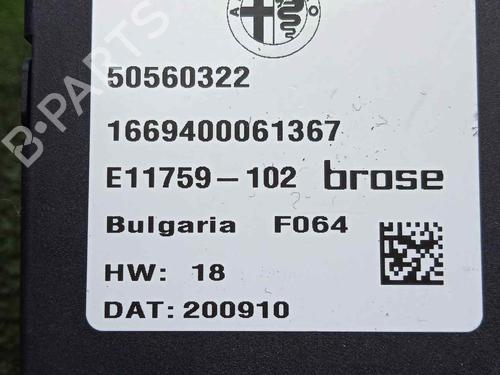 A O
50560322
1669400061367
E11759-102 brose
Bulgaria F064
HW: 18
DAT: 200910
B-PARTS